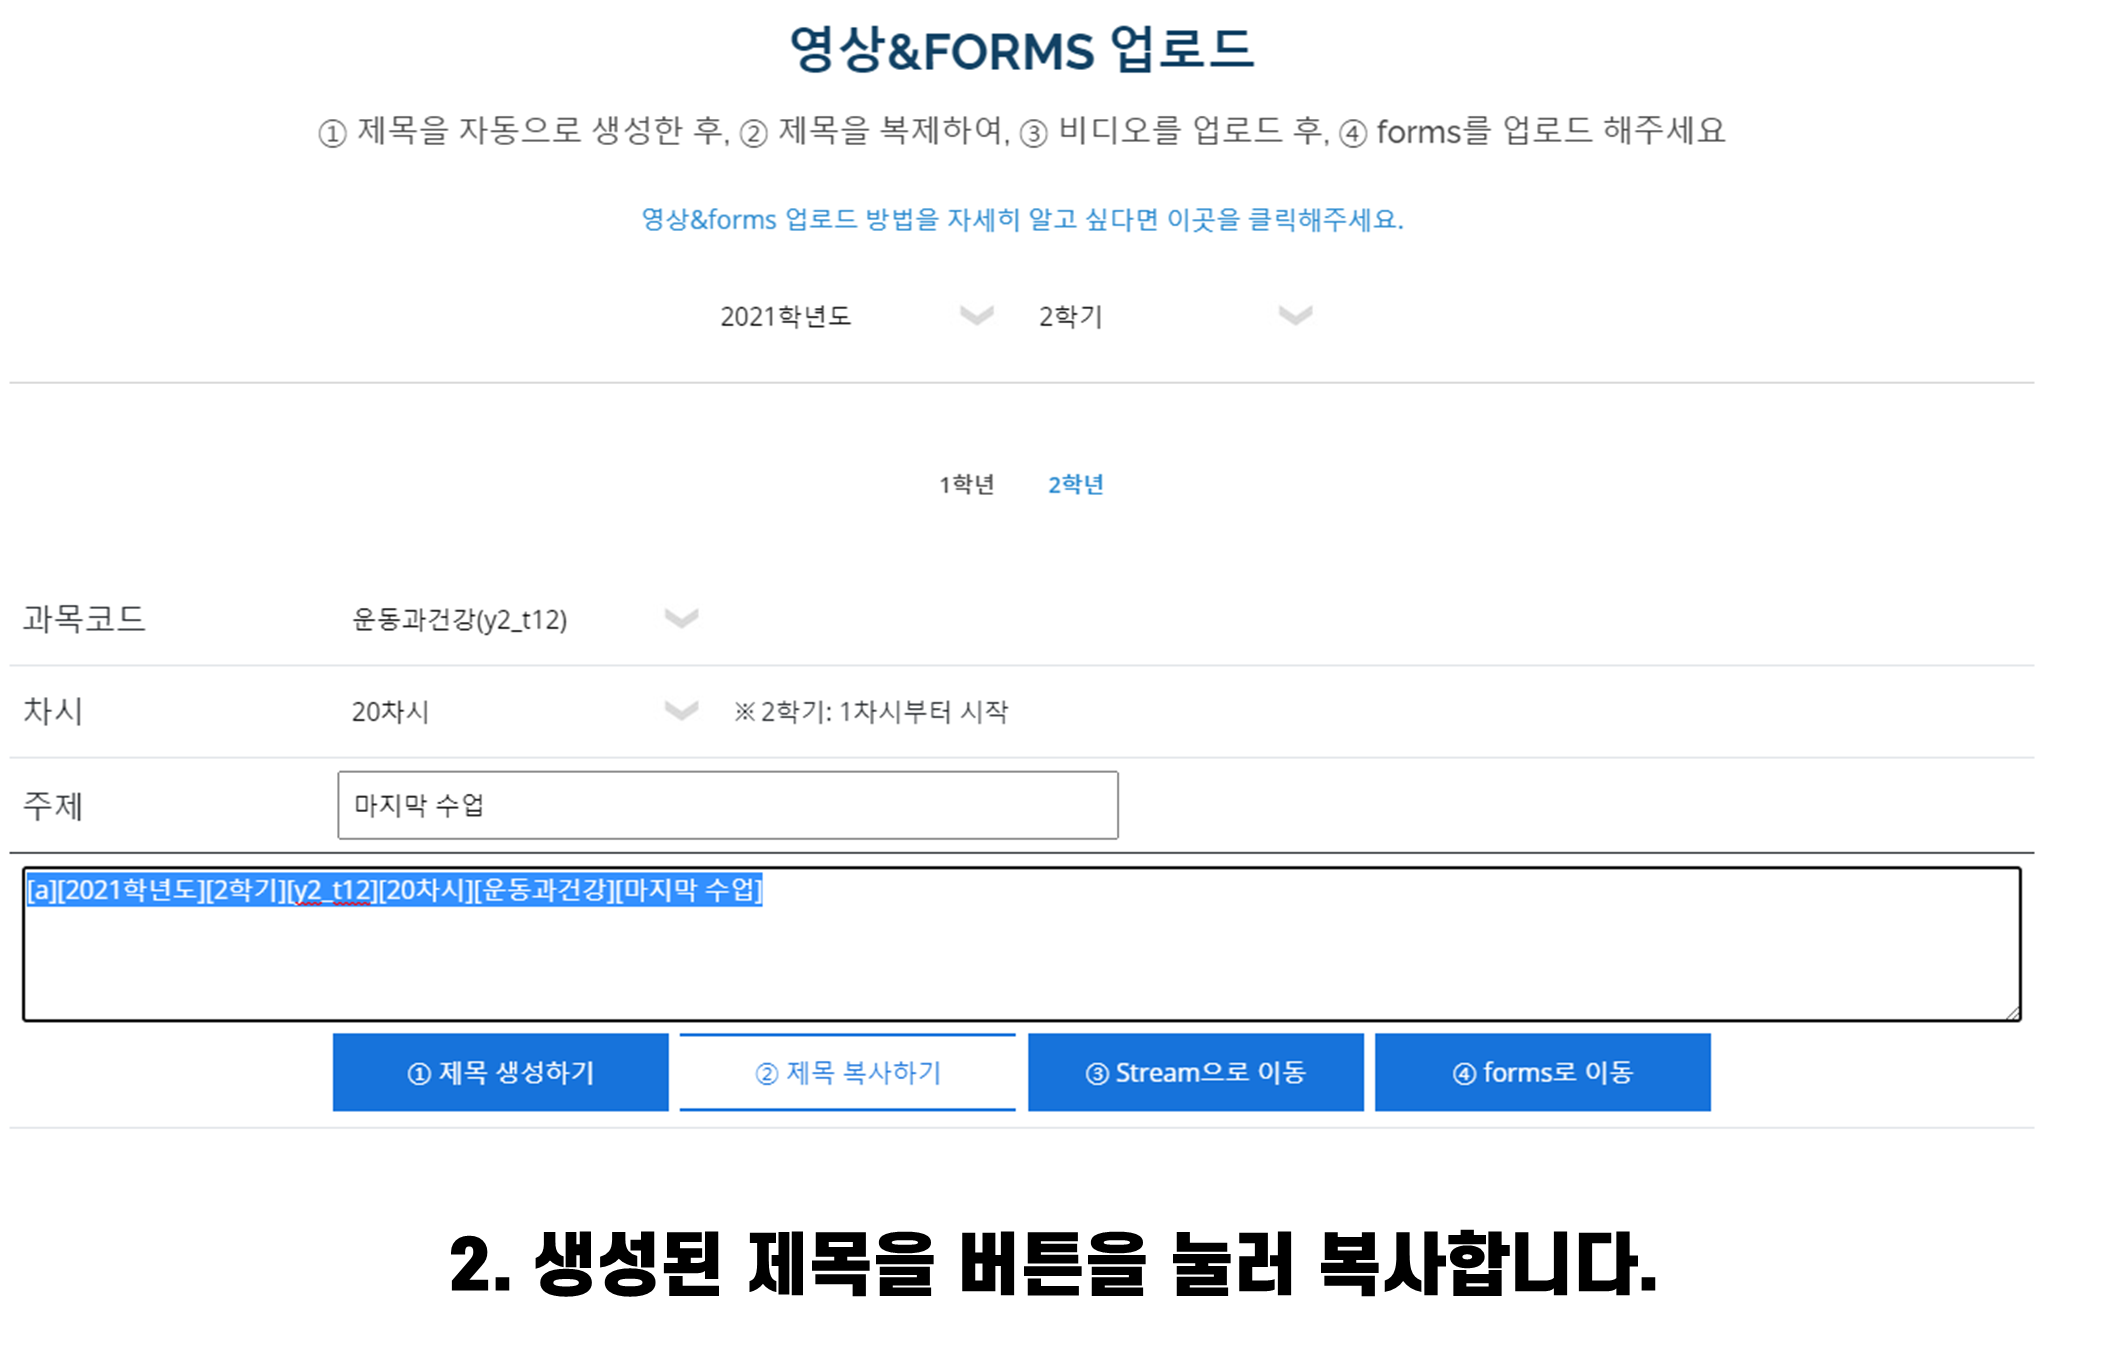 영상&FORMS 업로드
① 제목을 자동으로 생성한 후, ② 제목을 복제하여, ③ 비디오를 업로드 후, ④ forms를 업로드 해주세요
영상&forms 업로드 방법을 자세히 알고 싶다면 이곳을 클릭해주세요.
2021학년도 2학기
1학년 2학년
과목코드 운동과건강(y2_t12)
차시 20차시 ※ 2학기: 1차시부터 시작
주제 마지막 수업
[a][2021학년도][2학기][y2_t12][20차시][운동과건강][마지막 수업]
① 제목 생성하기 ② 제목 복사하기 ③ Stream으로 이동 ④ forms로 이동
2. 생성된 제목을 버튼을 눌러 복사합니다.